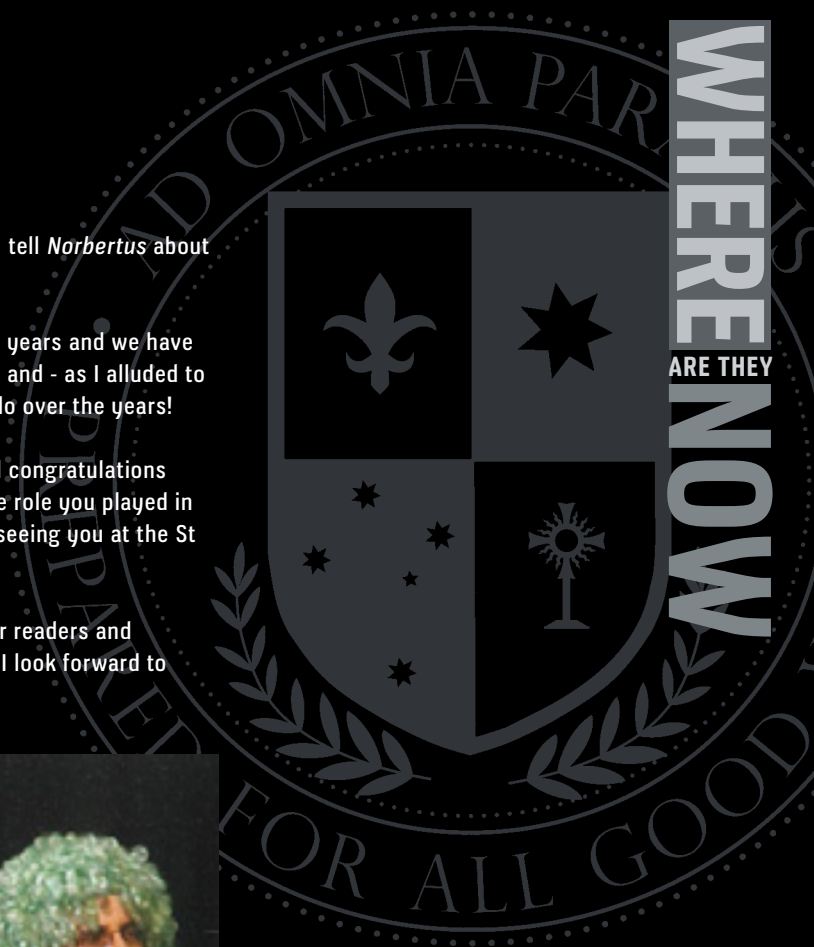 tell Norbertus about
years and we have
and - as I alluded to
over the years!
congratulations
role you played in
seeing you at the St
readers and
I look forward to
WHERE
ARE THEY
NOW
AD OMNIA
PREPARED FOR ALL GOOD